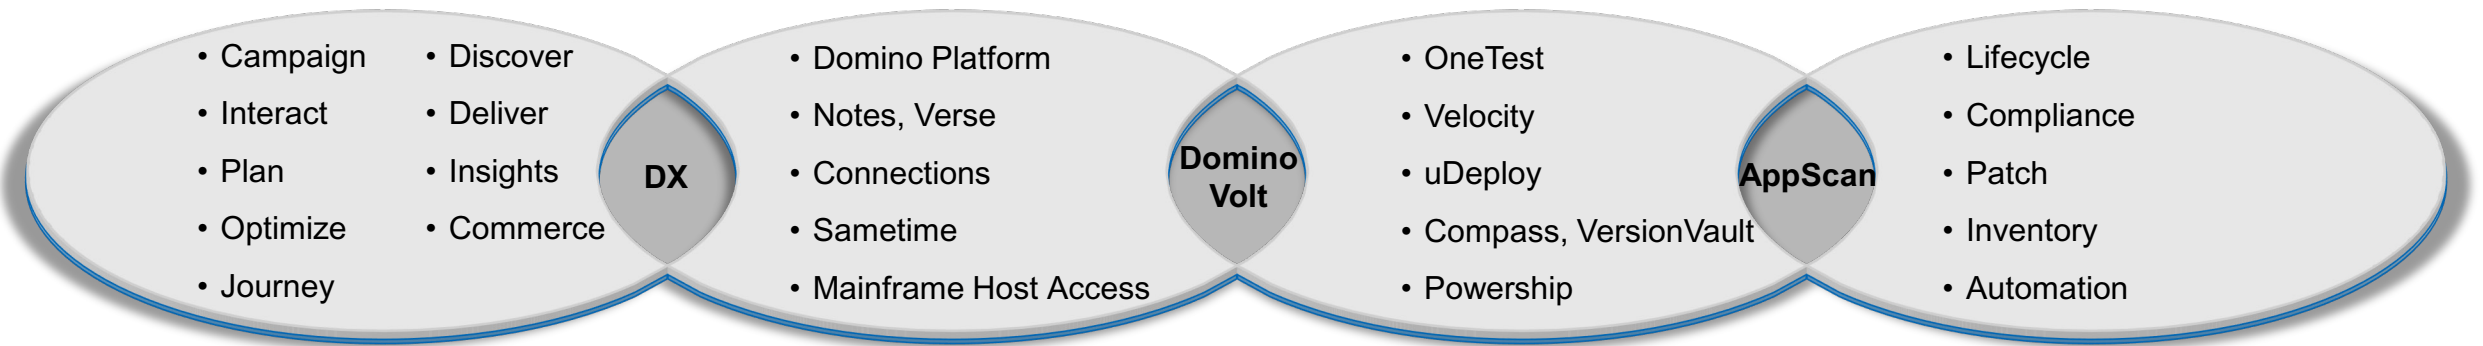 • Campaign
• Interact
• Plan
• Optimize
• Journey
• Discover
• Deliver
• Insights
• Commerce
DX
• Domino Platform
• Notes, Verse
• Connections
• Sametime
• Mainframe Host Access
Domino
Volt
• OneTest
• Velocity
• uDeploy
• Compass, VersionVault
• Powership
AppScan
• Lifecycle
• Compliance
• Patch
• Inventory
• Automation